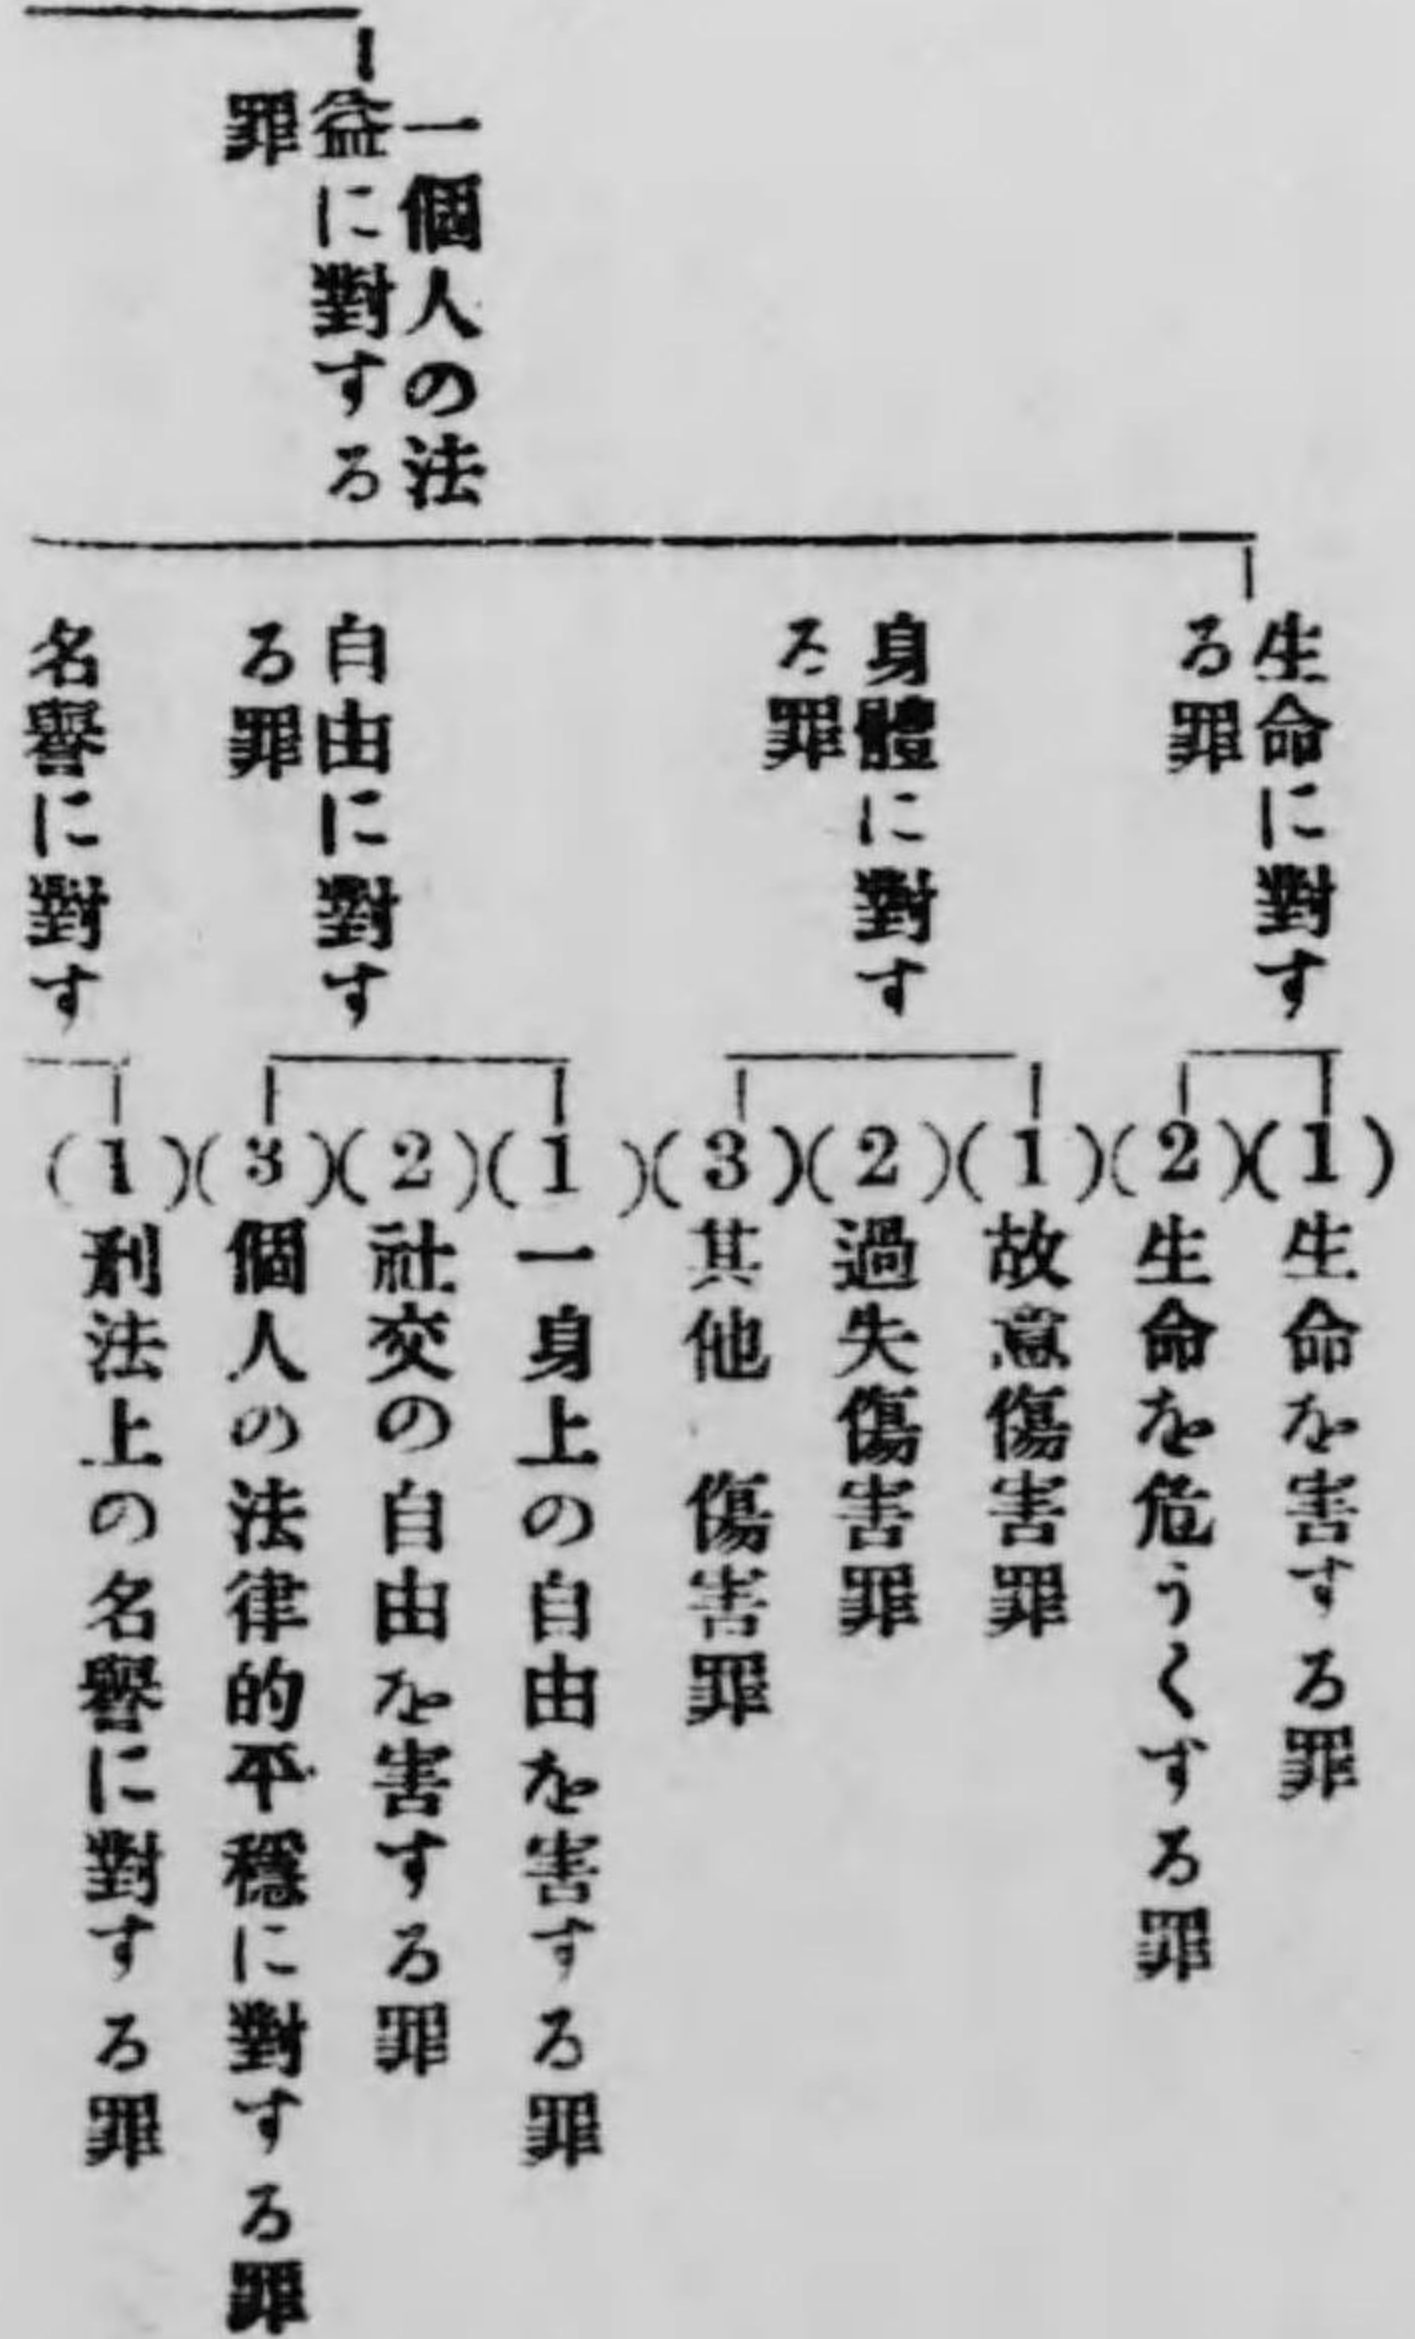 一個人の法
益に對する
罪
生命に對す
る罪
(1)生命を害する罪
(2)生命を危うくする罪
身體に對す
る罪
(1)故意傷害罪
(2)過失傷害罪
(3)其他 傷害罪
自由に對す
る罪
(1)一身上の自由を害する罪
(2)社交の自由を害する罪
(3)個人の法律的平穩に對する罪
名譽に對す
(1)刑法上の名譽に對する罪